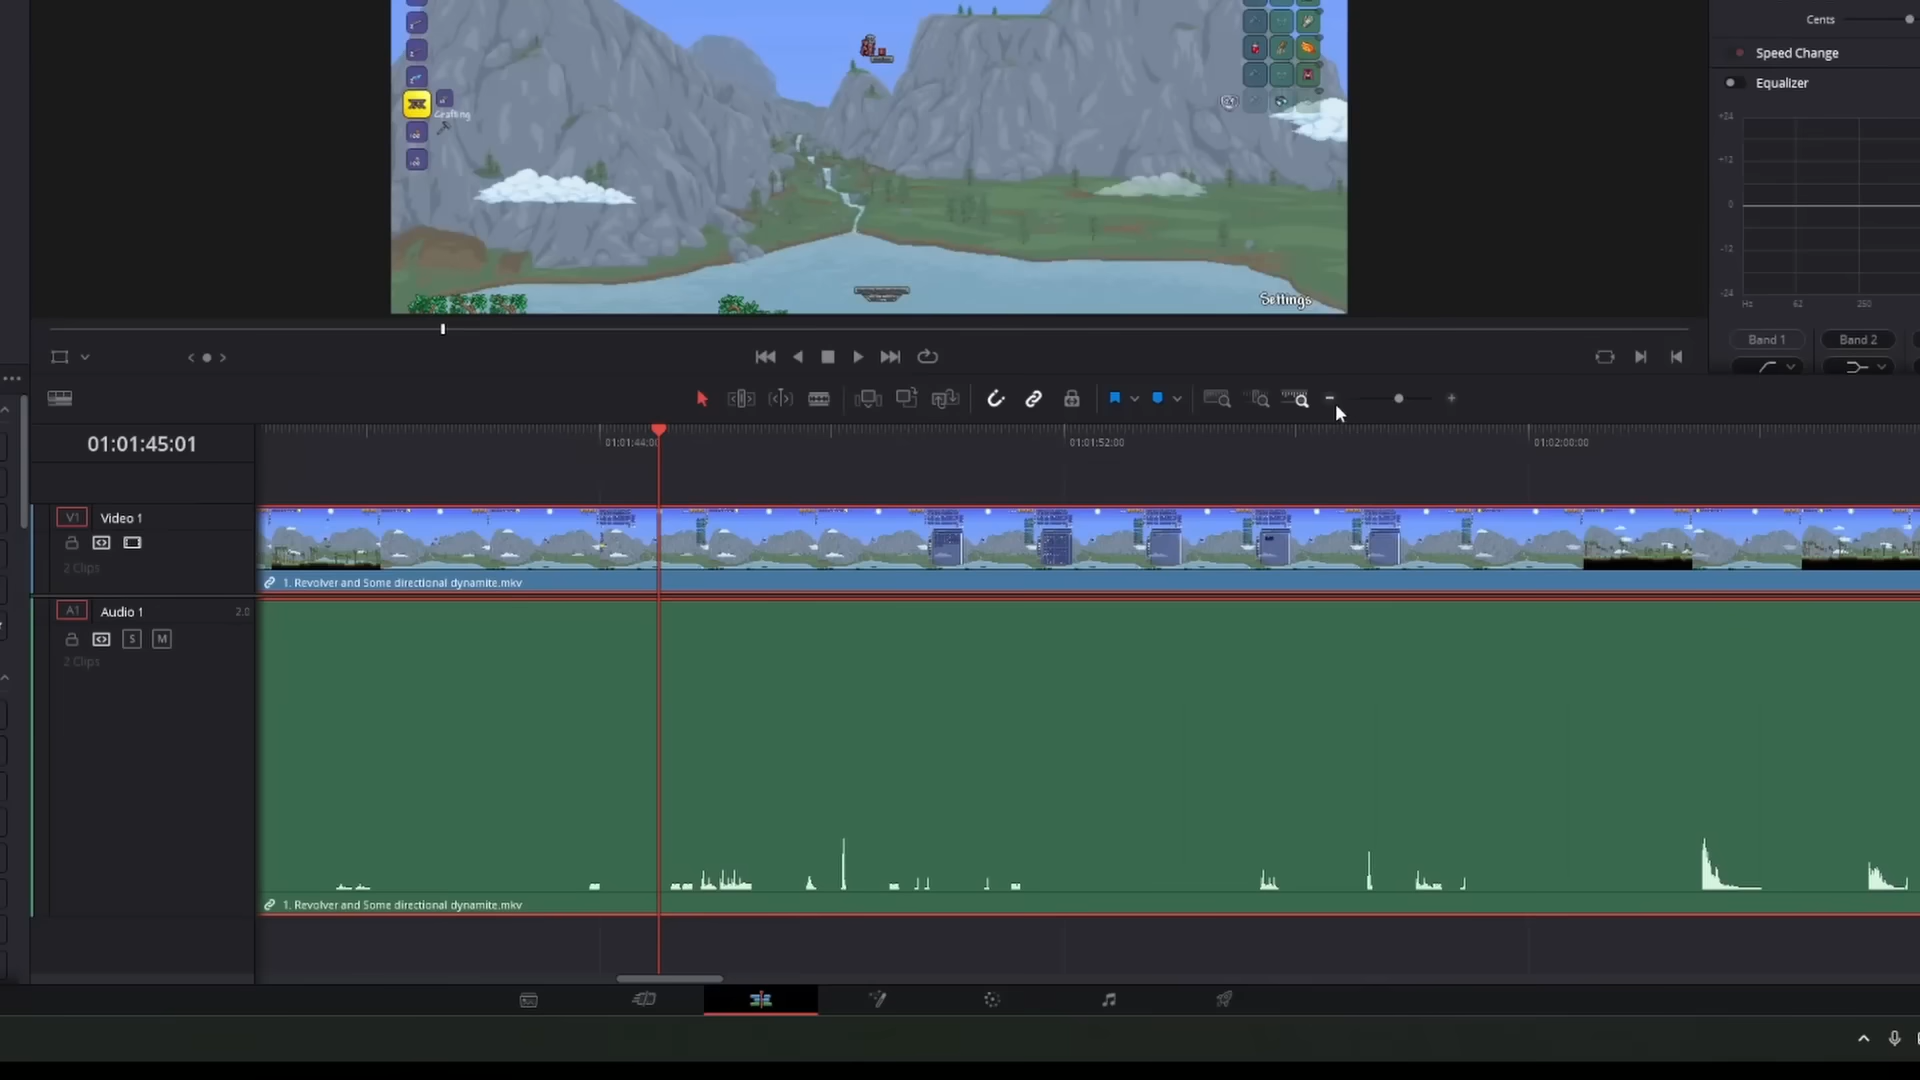 Cents
Speed Change
Equalizer
Crafting
+24
+12
0
-12
-24
Hz
62
250
Settings
Band 1
Band 2
01:01:45:01
01:01:44:00
01:01:52:00
01:02:00:00
V1
Video 1
2 Clips
1. Revolver and Some directional dynamite.mkv
A1
Audio 1
2.0
S
M
2 Clips
1. Revolver and Some directional dynamite.mkv